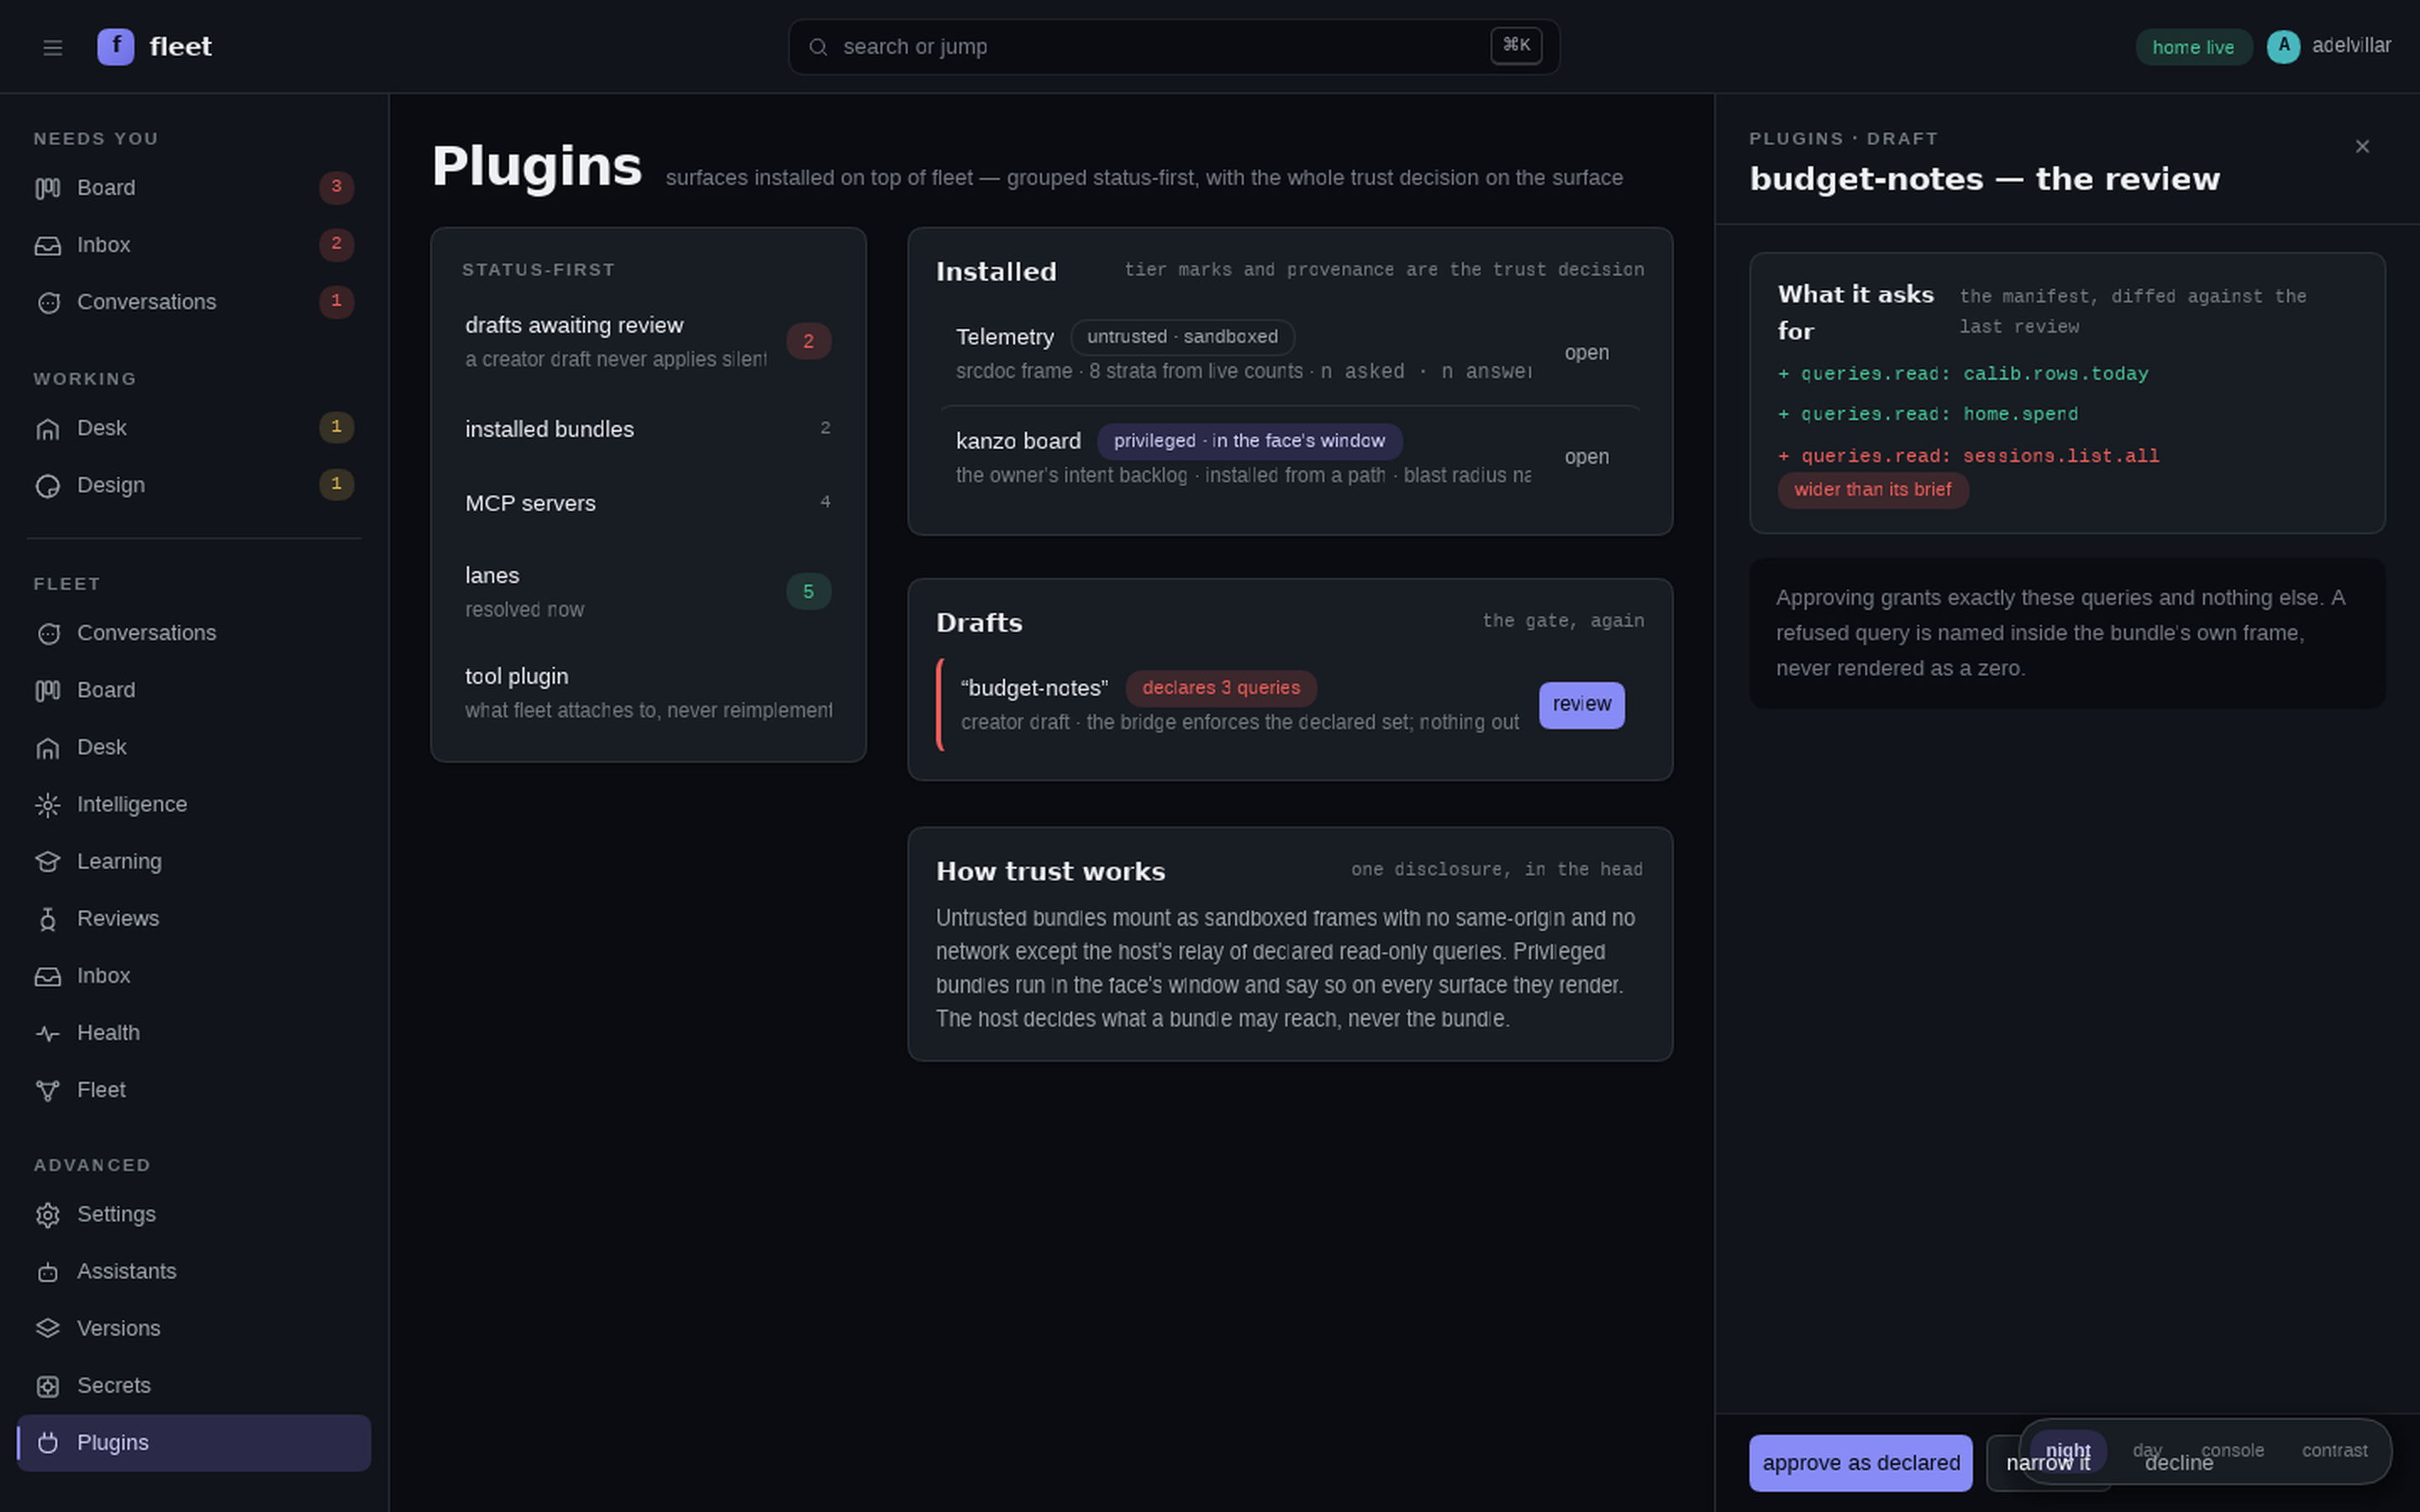 f fleet
search or jump
⌘K
home live
A adelvillar
NEEDS YOU
Board 3
Inbox 2
Conversations 1
WORKING
Desk 1
Design 1
FLEET
Conversations
Board
Desk
Intelligence
Learning
Reviews
Inbox
Health
Fleet
ADVANCED
Settings
Assistants
Versions
Secrets
Plugins
Plugins
surfaces installed on top of fleet — grouped status-first, with the whole trust decision on the surface
STATUS-FIRST
drafts awaiting review
a creator draft never applies silent
2
installed bundles 2
MCP servers 4
lanes
resolved now
5
tool plugin
what fleet attaches to, never reimplement
Installed
tier marks and provenance are the trust decision
Telemetry untrusted · sandboxed
srcdoc frame · 8 strata from live counts · n asked · n answer
open
kanzo board privileged · in the face's window
the owner's intent backlog · installed from a path · blast radius na
open
Drafts
the gate, again
“budget-notes” declares 3 queries
creator draft · the bridge enforces the declared set; nothing out
review
How trust works
one disclosure, in the head
Untrusted bundles mount as sandboxed frames with no same-origin and no
network except the host's relay of declared read-only queries. Privileged
bundles run in the face's window and say so on every surface they render.
The host decides what a bundle may reach, never the bundle.
PLUGINS · DRAFT
budget-notes — the review
×
What it asks
for
the manifest, diffed against the
last review
+ queries.read: calib.rows.today
+ queries.read: home.spend
+ queries.read: sessions.list.all
wider than its brief
Approving grants exactly these queries and nothing else. A
refused query is named inside the bundle's own frame,
never rendered as a zero.
approve as declared
narrow it
decline
night day console contrast